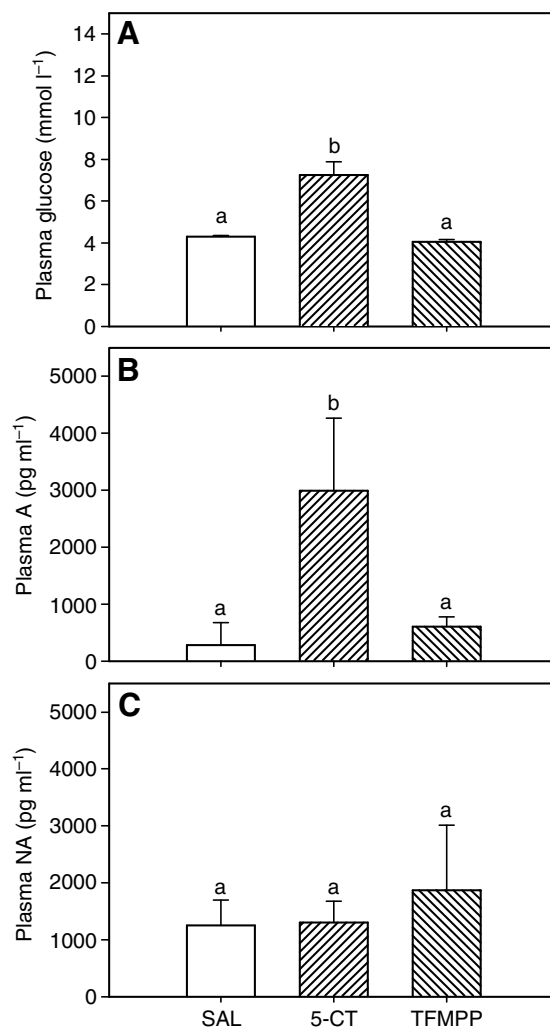 A
Plasma glucose (mmol l⁻¹)
14
12
10
8
6
4
2
0
a
b
a
B
Plasma A (pg ml⁻¹)
5000
4000
3000
2000
1000
0
a
b
a
C
Plasma NA (pg ml⁻¹)
5000
4000
3000
2000
1000
0
a
a
a
SAL 5-CT TFMPP